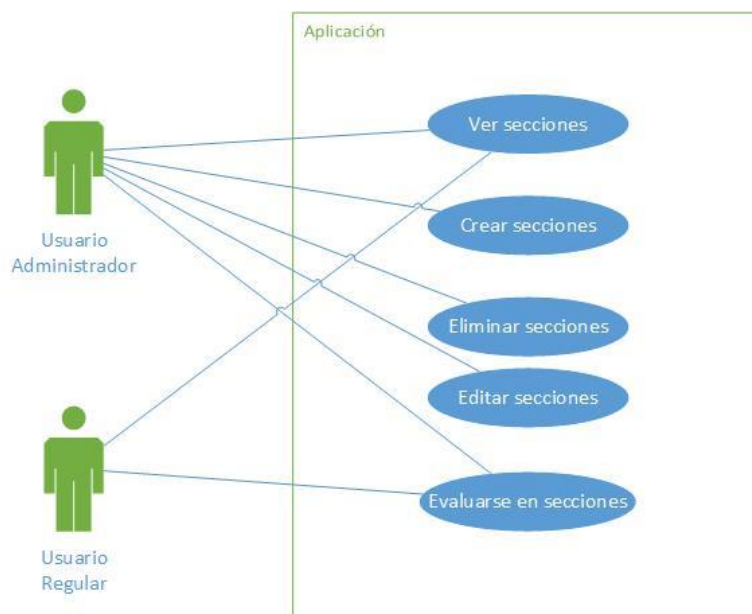 Aplicación
Ver secciones
Usuario
Administrador
Crear secciones
Eliminar secciones
Editar secciones
Evaluarse en secciones
Usuario
Regular